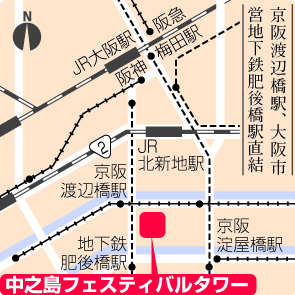 京阪渡辺橋駅、大阪市
営地下鉄肥後橋駅直結
N
阪急
梅田駅
JR大阪駅
阪神
2
JR
北新地駅
京阪
渡辺橋駅
京阪
淀屋橋駅
地下鉄
肥後橋駅
中之島フェスティバルタワー